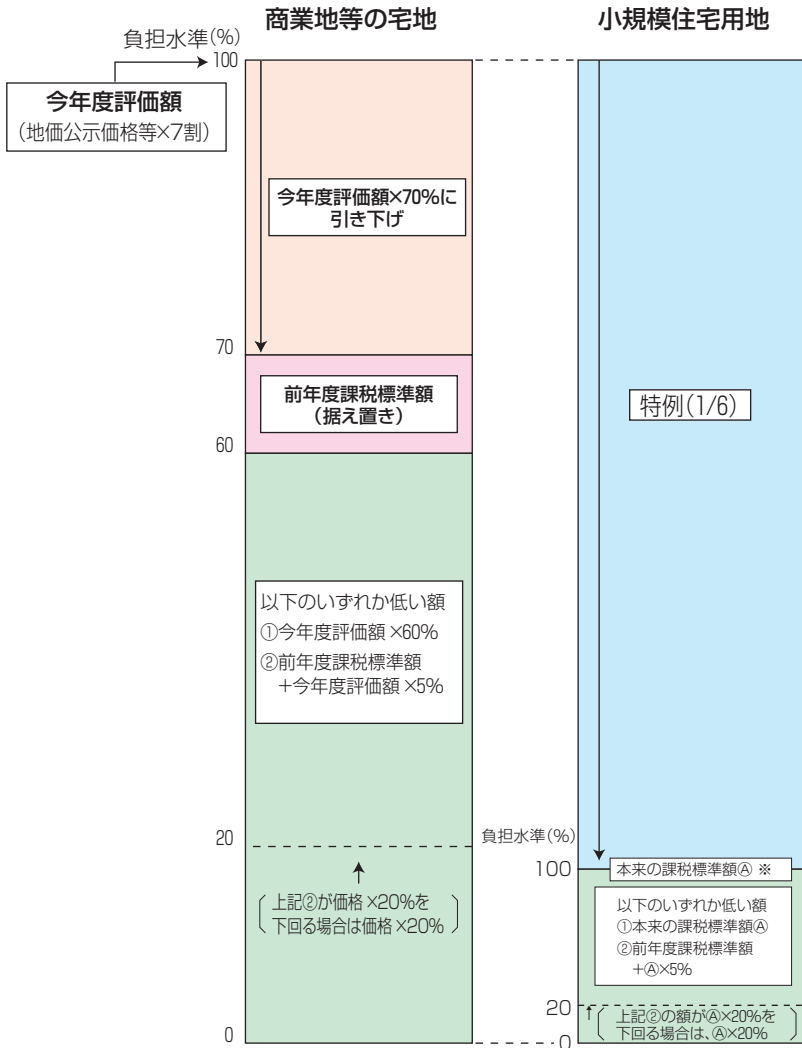 商業地等の宅地
小規模住宅用地
負担水準(%)
100
今年度評価額
(地価公示価格等×7割)
今年度評価額×70%に
引き下げ
70
前年度課税標準額
(据え置き)
60
特例(1/6)
以下のいずれか低い額
①今年度評価額×60%
②前年度課税標準額
+今年度評価額×5%
20
上記②が価格×20%を
下回る場合は価格×20%
0
負担水準(%)
100
本来の課税標準額Ⓐ ※
以下のいずれか低い額
①本来の課税標準額Ⓐ
②前年度課税標準額
+Ⓐ×5%
20
上記②の額がⒶ×20%を
下回る場合は、Ⓐ×20%
0